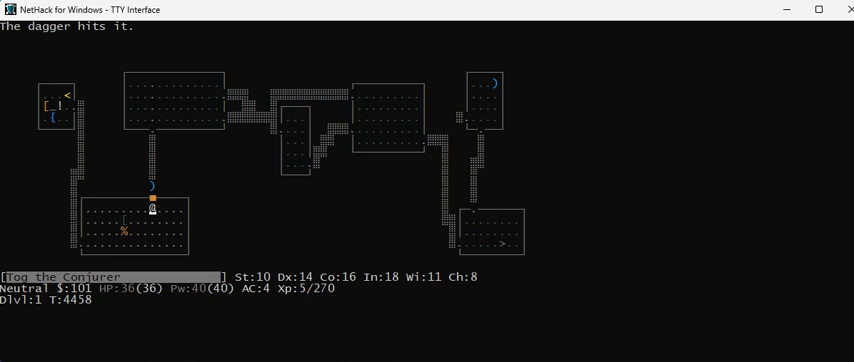 NetHack for Windows - TTY Interface
The dagger hits it.
[Tog the Conjurer ] St:10 Dx:14 Co:16 In:18 Wi:11 Ch:8
Neutral $:101 HP:36(36) Pw:40(40) AC:4 Xp:5/270
Dlvl:1 T:4458